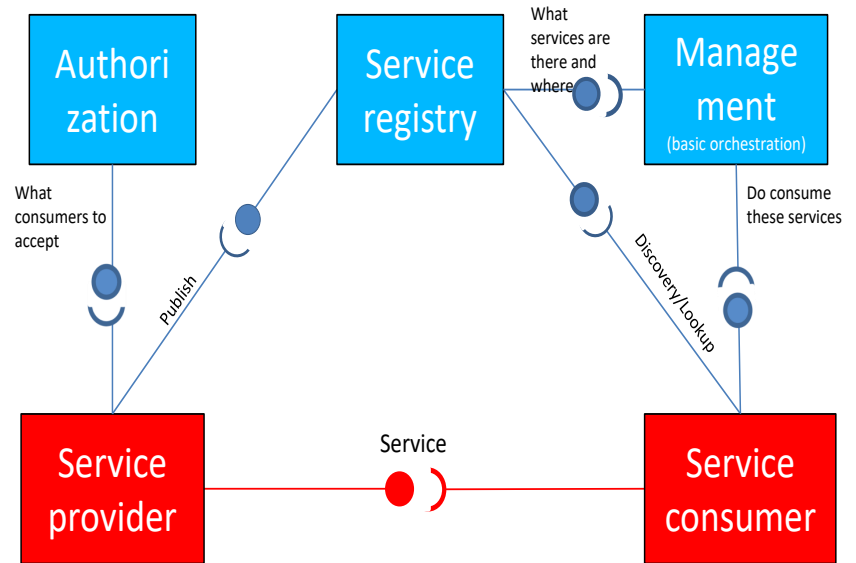 Authori
zation
Service
registry
What
services are
there and
where
Manage
ment
(basic orchestration)
What
consumers to
accept
Publish
Discovery/Lookup
Do consume
these services
Service
provider
Service
Service
consumer